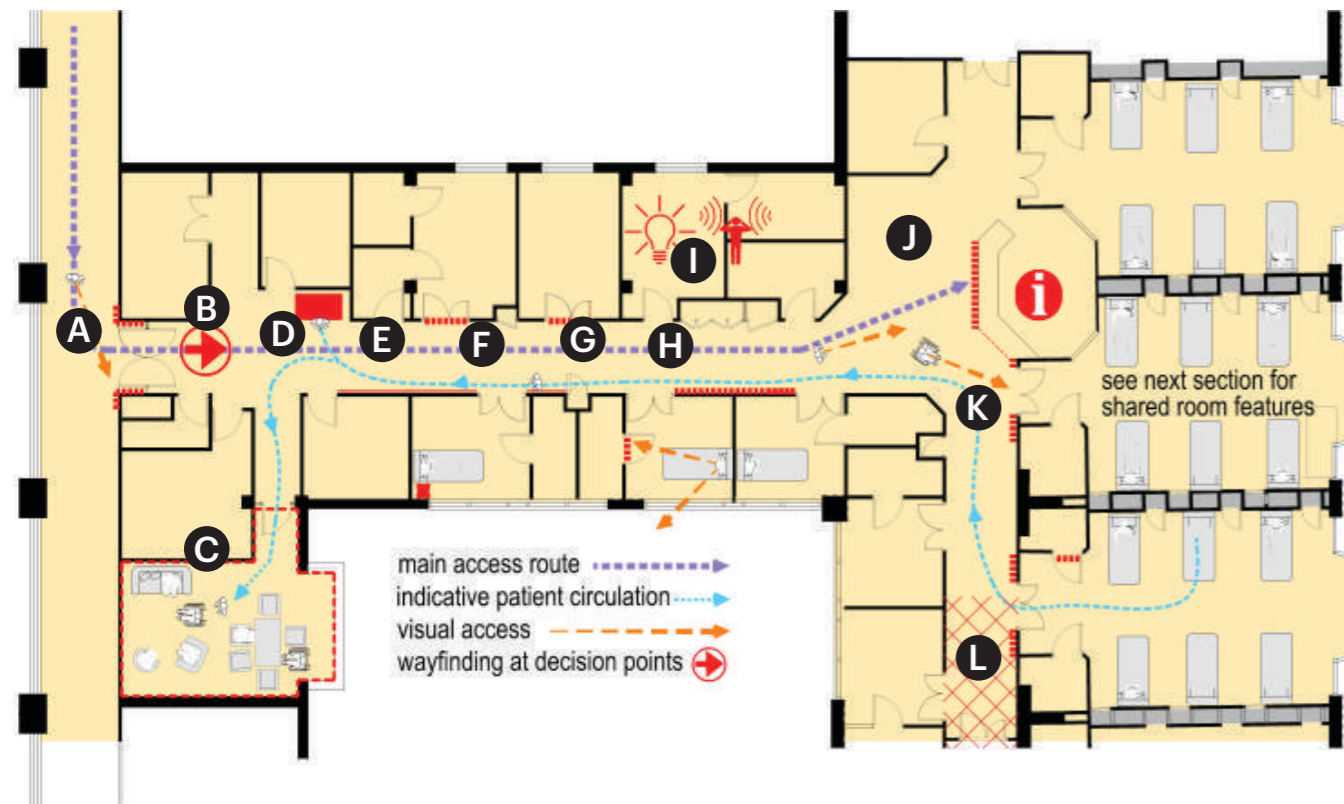 A
B
C
D
E
F
G
H
I
J
K
L
i
see next section for
shared room features
main access route
indicative patient circulation
visual access
wayfinding at decision points